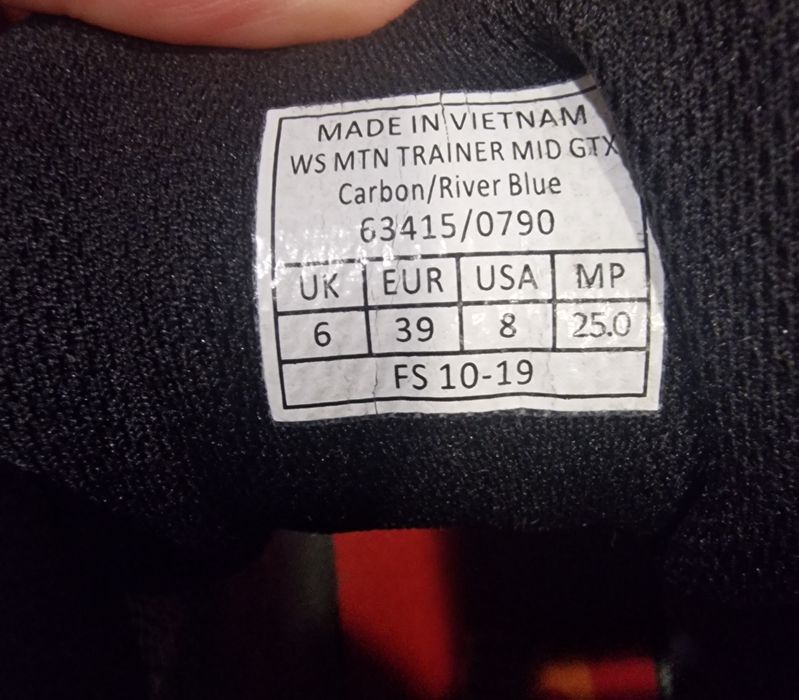 MADE IN VIETNAM
WS MTN TRAINER MID GTX
Carbon/River Blue
63415/0790
UK EUR USA MP
6 39 8 25.0
FS 10-19